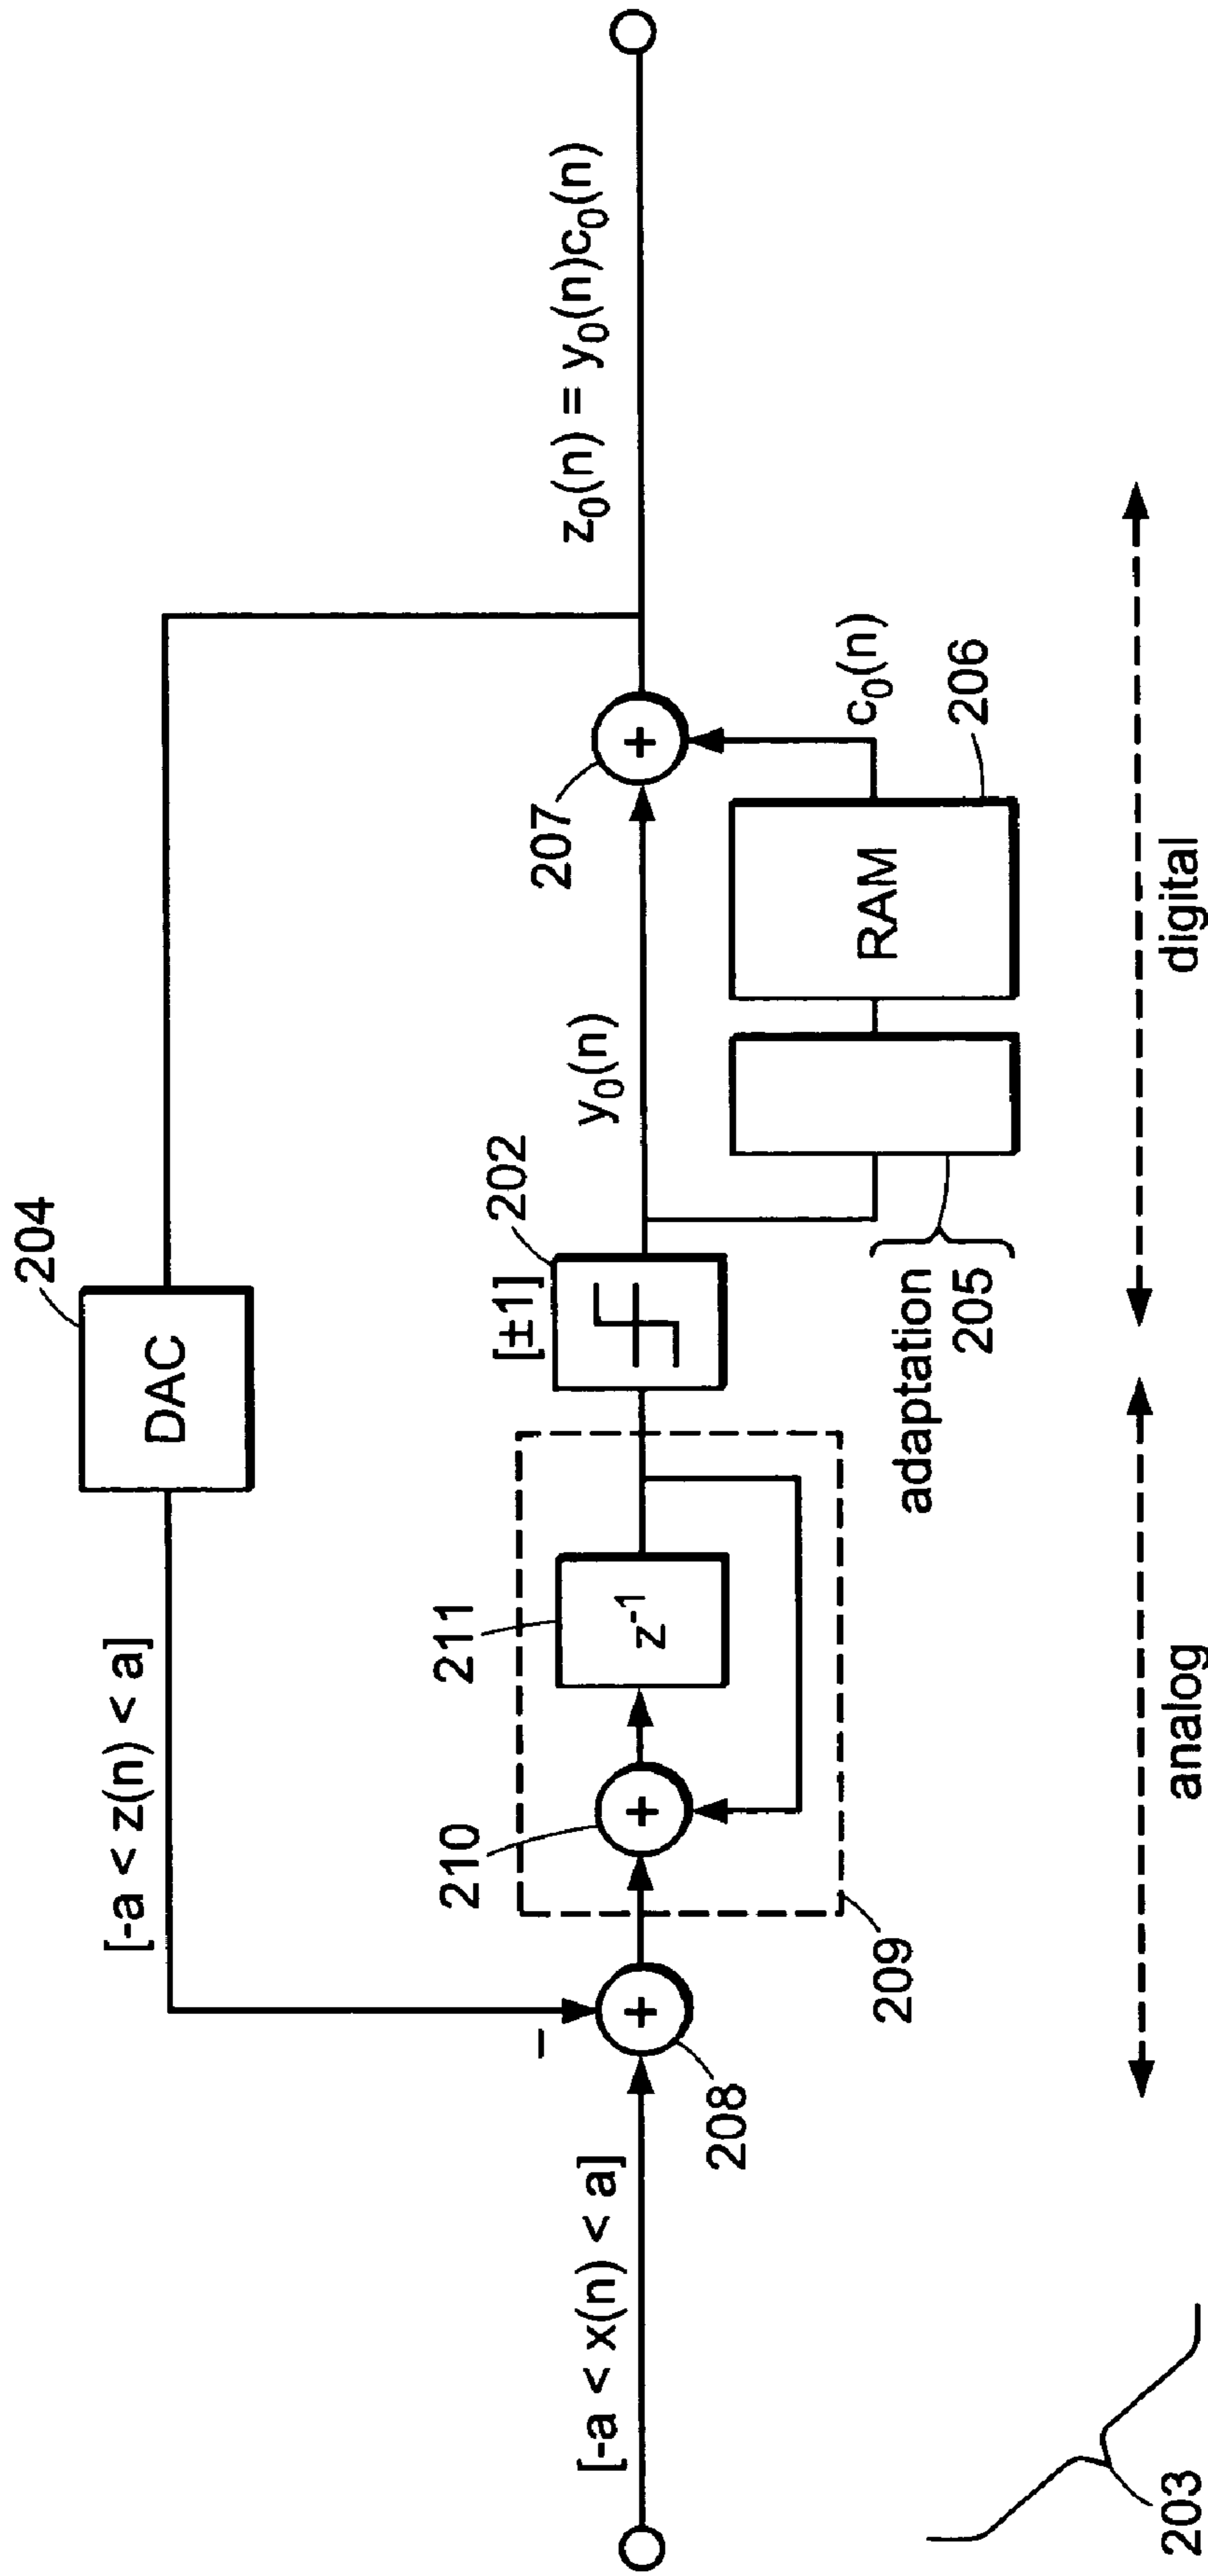 204
DAC
[-a < z(n) < a]
z₀(n) = y₀(n)c₀(n)
[±1]
202
y₀(n)
207
+
211
z⁻¹
210
+
208
+
–
[-a < x(n) < a]
209
c₀(n)
206
RAM
adaptation
205
analog
digital
203